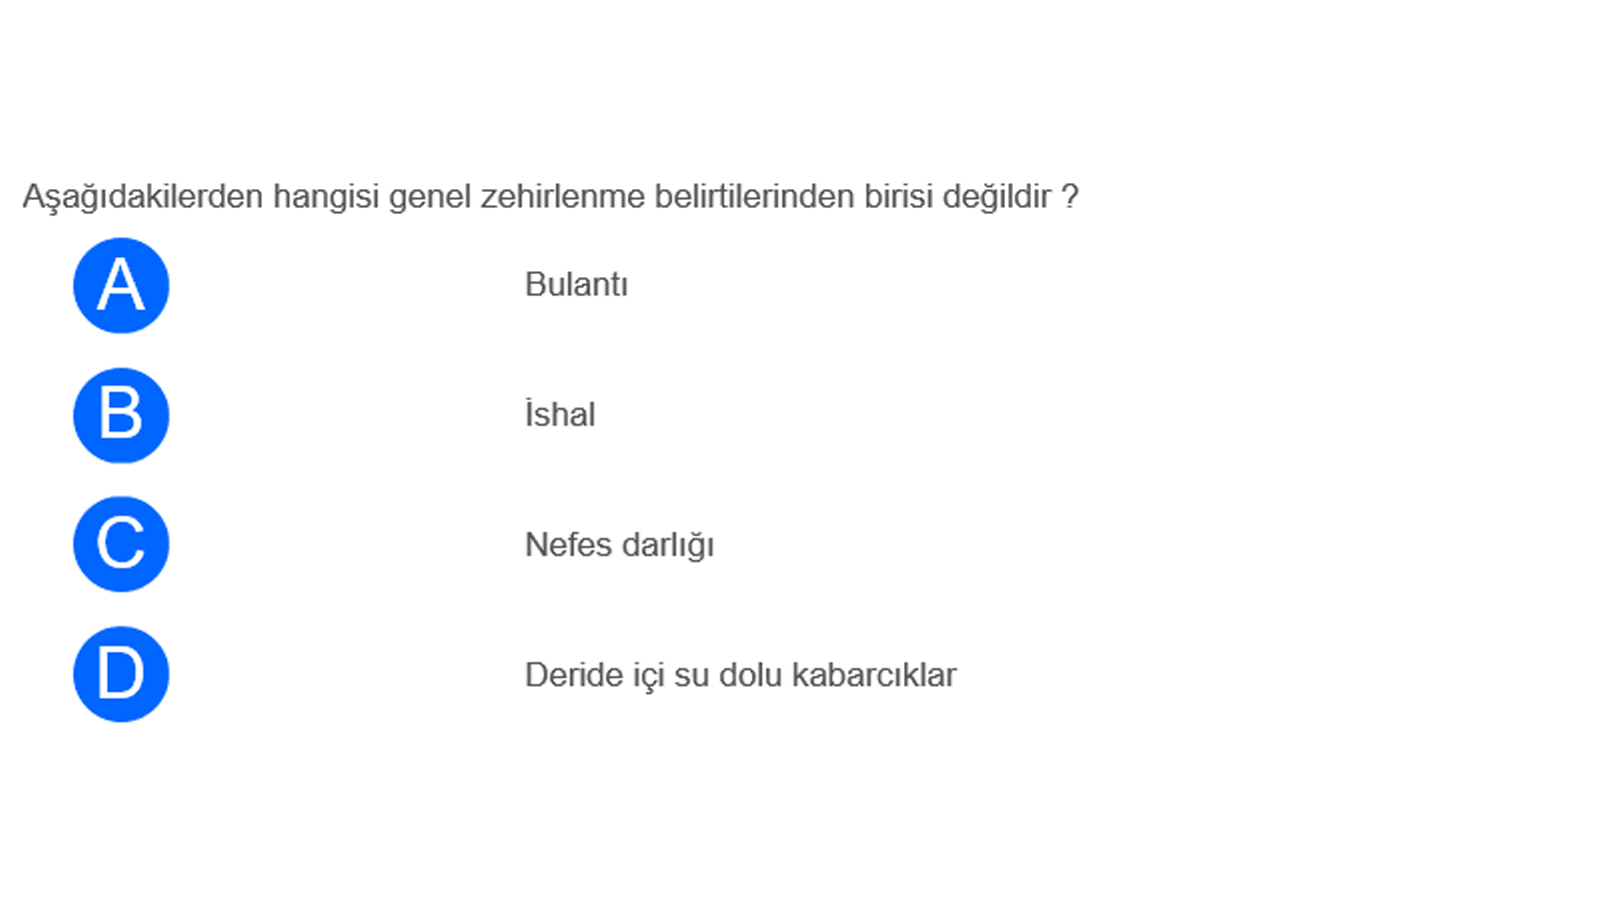 Aşağıdakilerden hangisi genel zehirlenme belirtilerinden birisi değildir ?
A Bulantı
B İshal
C Nefes darlığı
D Deride içi su dolu kabarcıklar